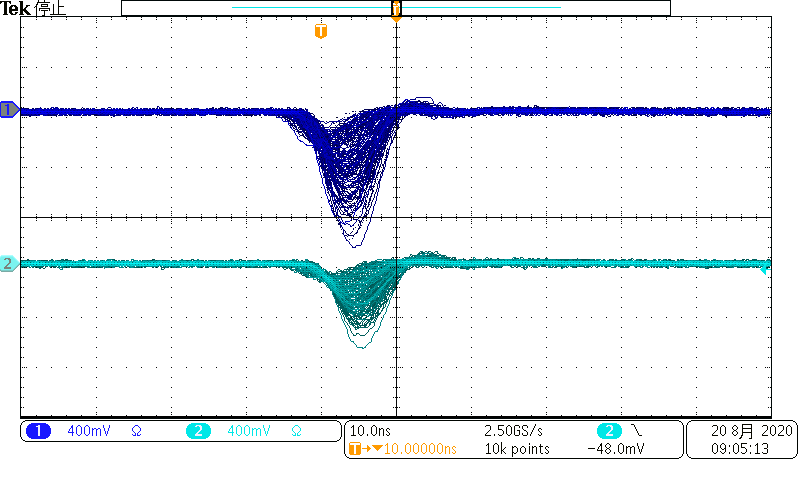 Tek 停止
T
T
1
2
1 400mV Ω 2 400mV Ω
10.0ns 2.50GS/s 2 \
T→▼10.00000ns 10k points −48.0mV
20 8月 2020
09:05:13